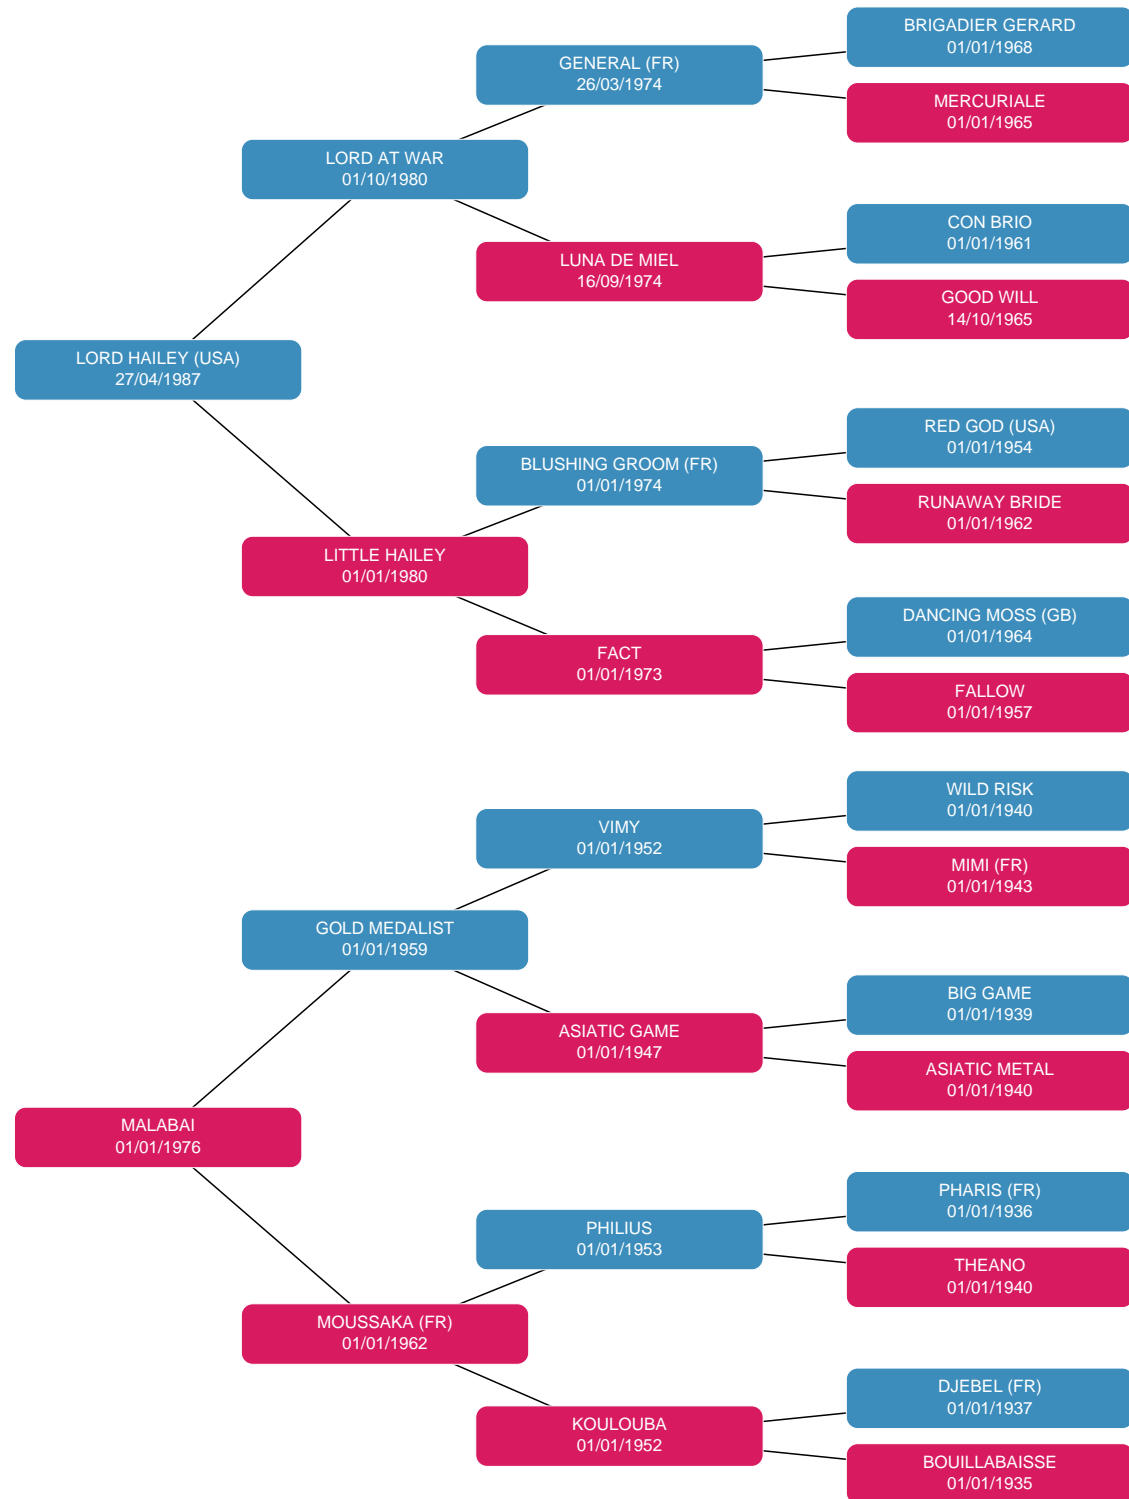 BRIGADIER GERARD
01/01/1968
GENERAL (FR)
26/03/1974
MERCURIALE
01/01/1965
LORD AT WAR
01/10/1980
CON BRIO
01/01/1961
LUNA DE MIEL
16/09/1974
GOOD WILL
14/10/1965
LORD HAILEY (USA)
27/04/1987
RED GOD (USA)
01/01/1954
BLUSHING GROOM (FR)
01/01/1974
RUNAWAY BRIDE
01/01/1962
LITTLE HAILEY
01/01/1980
DANCING MOSS (GB)
01/01/1964
FACT
01/01/1973
FALLOW
01/01/1957
WILD RISK
01/01/1940
VIMY
01/01/1952
MIMI (FR)
01/01/1943
GOLD MEDALIST
01/01/1959
BIG GAME
01/01/1939
ASIATIC GAME
01/01/1947
ASIATIC METAL
01/01/1940
MALABAI
01/01/1976
PHARIS (FR)
01/01/1936
PHILIUS
01/01/1953
THEANO
01/01/1940
MOUSSAKA (FR)
01/01/1962
DJEBEL (FR)
01/01/1937
KOULOUBA
01/01/1952
BOUILLABAISSE
01/01/1935